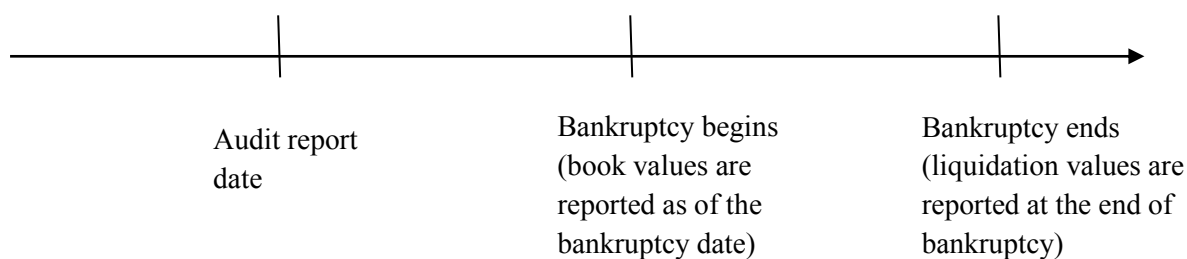 Audit report
date
Bankruptcy begins
(book values are
reported as of the
bankruptcy date)
Bankruptcy ends
(liquidation values are
reported at the end of
bankruptcy)